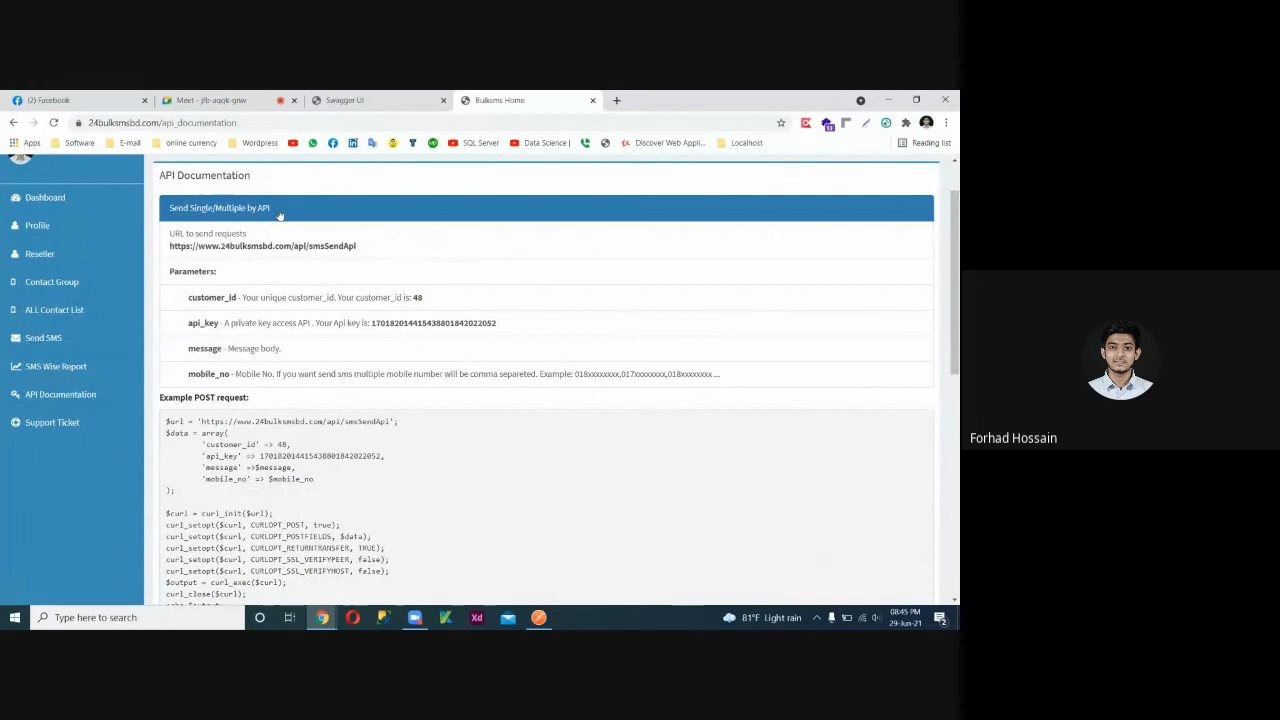 (2) Facebook
Meet - jfb-aqqk-gnw
Swagger UI
Bulksms Home
24bulksmsbd.com/api_documentation
Apps
Software
E-mail
online currency
Wordpress
SQL Server
Data Science |
Discover Web Appli...
Localhost
Reading list
Dashboard
Profile
Reseller
Contact Group
ALL Contact List
Send SMS
SMS Wise Report
API Documentation
Support Ticket
API Documentation
Send Single/Multiple by API
URL to send requests
https://www.24bulksmsbd.com/api/smsSendApi
Parameters:
customer_id - Your unique customer_id. Your customer_id is: 48
api_key - A private key access API . Your Api key is: 170182014415438801842022052
message - Message body.
mobile_no - Mobile No. If you want send sms multiple mobile number will be comma separeted. Example: 018xxxxxxxx,017xxxxxxxx,018xxxxxxxx ...
Example POST request:
$url = 'https://www.24bulksmsbd.com/api/smsSendApi';
$data = array(
'customer_id' => 48,
'api_key' => 170182014415438801842022052,
'message' =>$message,
'mobile_no' => $mobile_no
);
$curl = curl_init($url);
curl_setopt($curl, CURLOPT_POST, true);
curl_setopt($curl, CURLOPT_POSTFIELDS, $data);
curl_setopt($curl, CURLOPT_RETURNTRANSFER, TRUE);
curl_setopt($curl, CURLOPT_SSL_VERIFYPEER, false);
curl_setopt($curl, CURLOPT_SSL_VERIFYHOST, false);
$output = curl_exec($curl);
curl_close($curl);
Forhad Hossain
Type here to search
Xd
81°F Light rain
08:45 PM
29-Jun-21
2